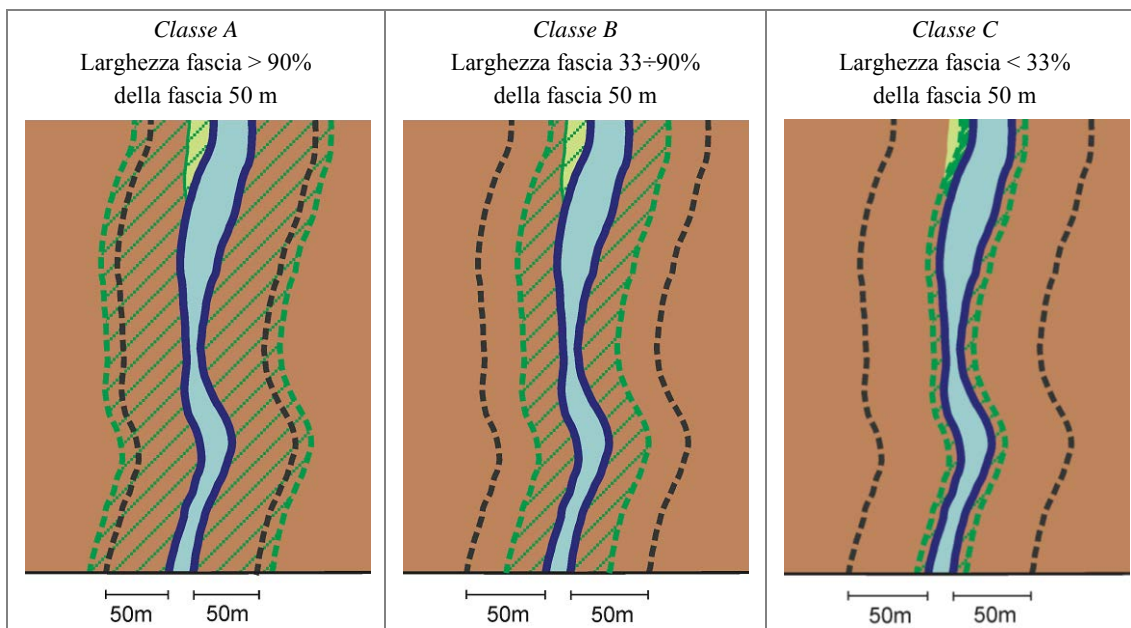 Classe A
Larghezza fascia > 90%
della fascia 50 m
Classe B
Larghezza fascia 33÷90%
della fascia 50 m
Classe C
Larghezza fascia < 33%
della fascia 50 m
50m 50m
50m 50m
50m 50m